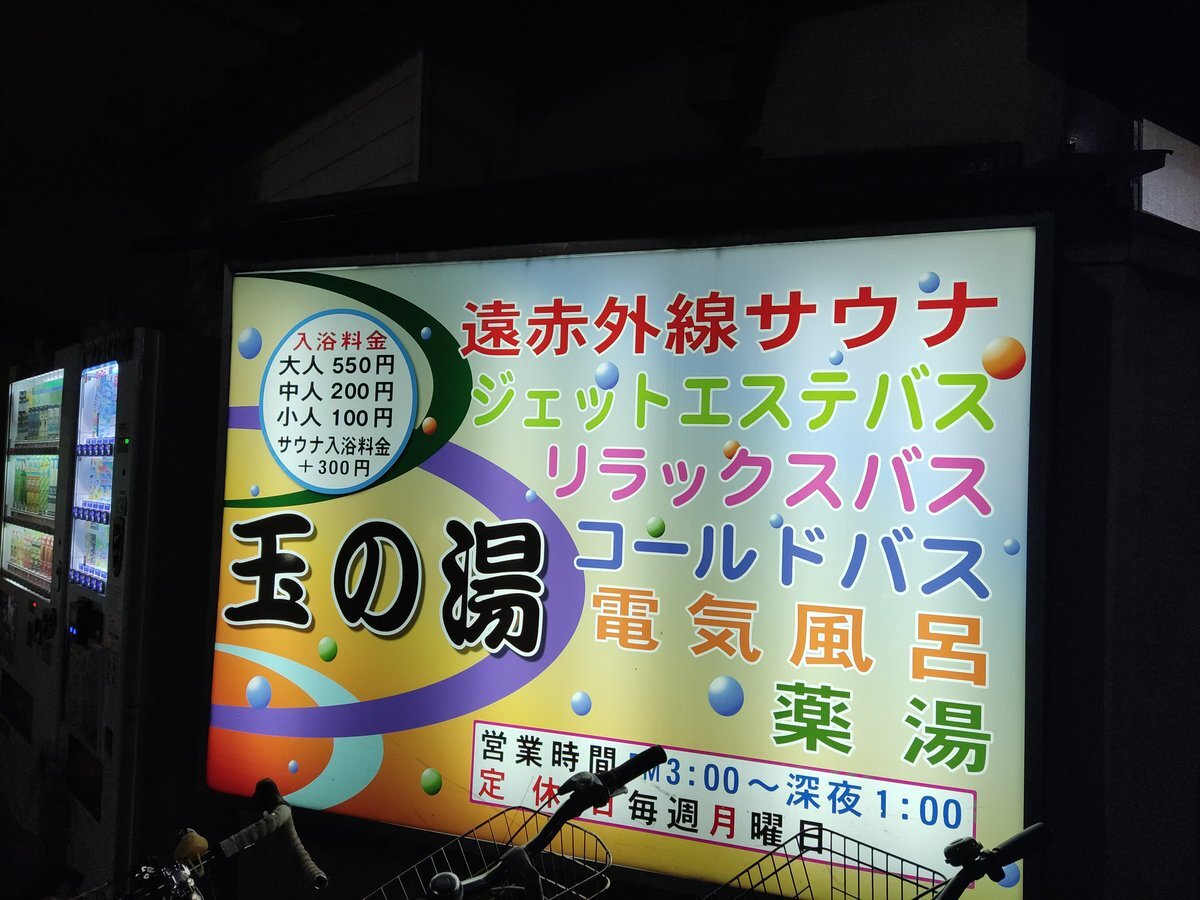 入浴料金
大人 550円
中人 200円
小人 100円
サウナ入浴料金
＋300円
玉の湯
遠赤外線サウナ
ジェットエステバス
リラックスバス
コールドバス
電気風呂
薬湯
営業時間 PM3:00～深夜1:00
定休日 毎週月曜日